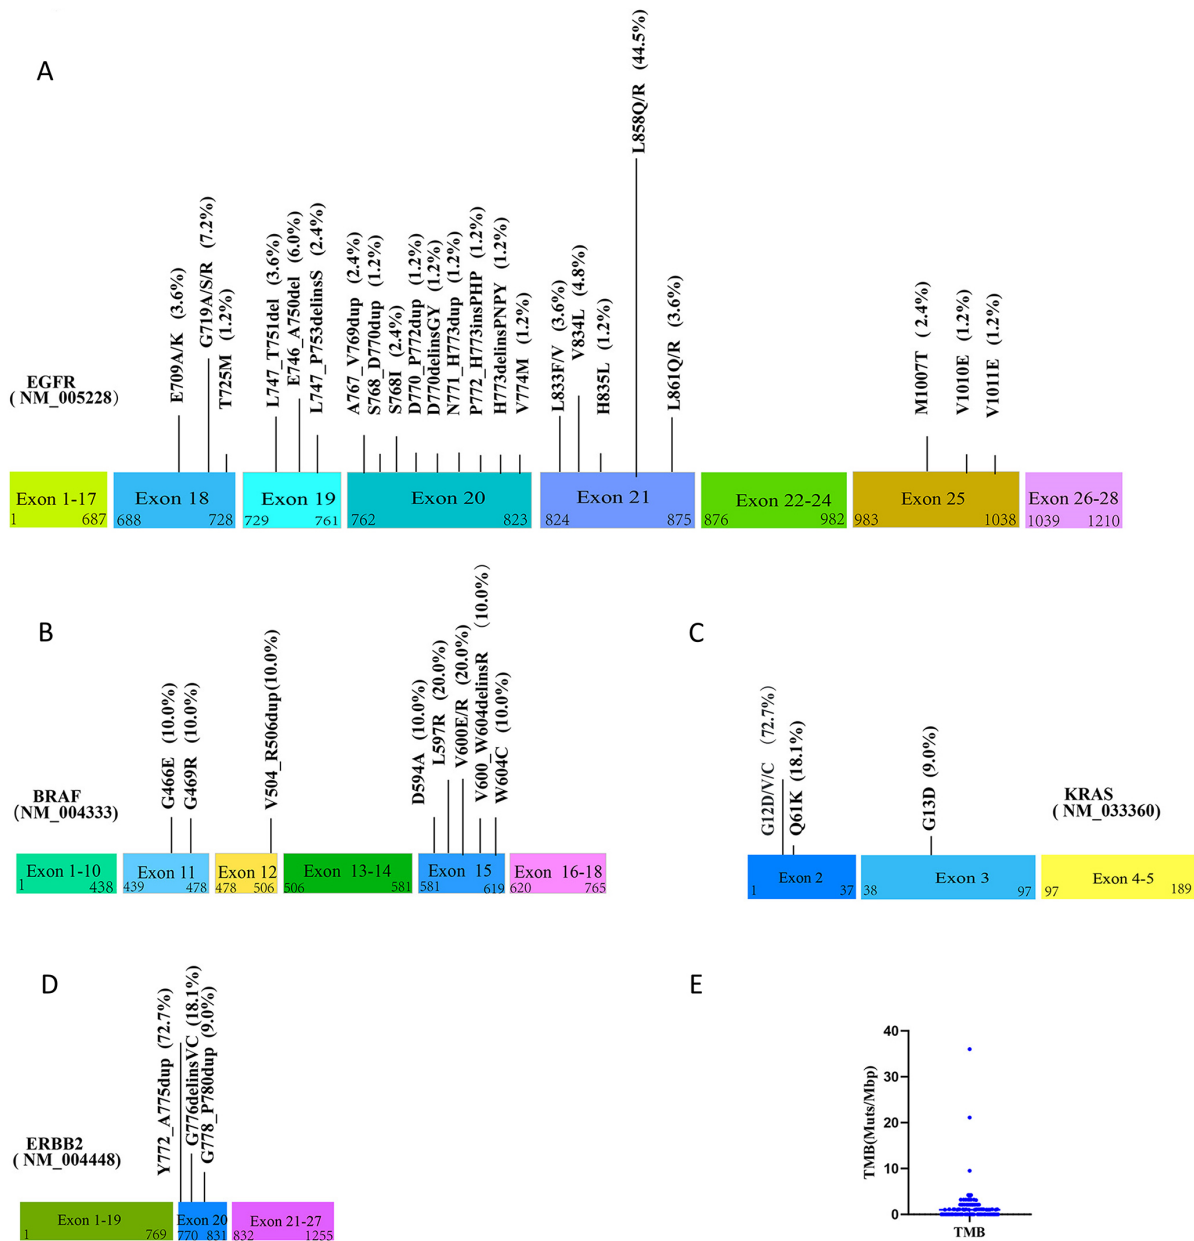 A
EGFR
( NM_005228)
E709A/K (3.6%)
G719A/S/R (7.2%)
T725M (1.2%)
L747_T751del (3.6%)
E746_A750del (6.0%)
L747_P753delinsS (2.4%)
A767_V769dup (2.4%)
S768_D770dup (1.2%)
S768I (2.4%)
D770_P772dup (1.2%)
D770delinsGY (1.2%)
N771_H773dup (1.2%)
P772_H773insPHP (1.2%)
H773delinsPNPY (1.2%)
V774M (1.2%)
L833F/V (3.6%)
V834L (4.8%)
H835L (1.2%)
L858Q/R (44.5%)
L861Q/R (3.6%)
M1007T (2.4%)
V1010E (1.2%)
V1011E (1.2%)
Exon 1-17
1 687
Exon 18
688 728
Exon 19
729 761
Exon 20
762 823
Exon 21
824 875
Exon 22-24
876 982
Exon 25
983 1038
Exon 26-28
1039 1210
B
BRAF
(NM_004333)
G466E (10.0%)
G469R (10.0%)
V504_R506dup(10.0%)
D594A (10.0%)
L597R (20.0%)
V600E/R (20.0%)
V600_W604delinsR (10.0%)
W604C (10.0%)
Exon 1-10
1 438
Exon 11
439 478
Exon 12
478 506
Exon 13-14
506 581
Exon 15
581 619
Exon 16-18
620 765
C
KRAS
( NM_033360)
G12D/V/C (72.7%)
Q61K (18.1%)
G13D (9.0%)
Exon 2
1 37
Exon 3
38 97
Exon 4-5
97 189
D
ERBB2
( NM_004448)
Y772_A775dup (72.7%)
G776delinsVC (18.1%)
G778_P780dup (9.0%)
Exon 1-19
1 769
Exon 20
770 831
Exon 21-27
832 1255
E
TMB(Muts/Mbp)
40
30
20
10
0
TMB